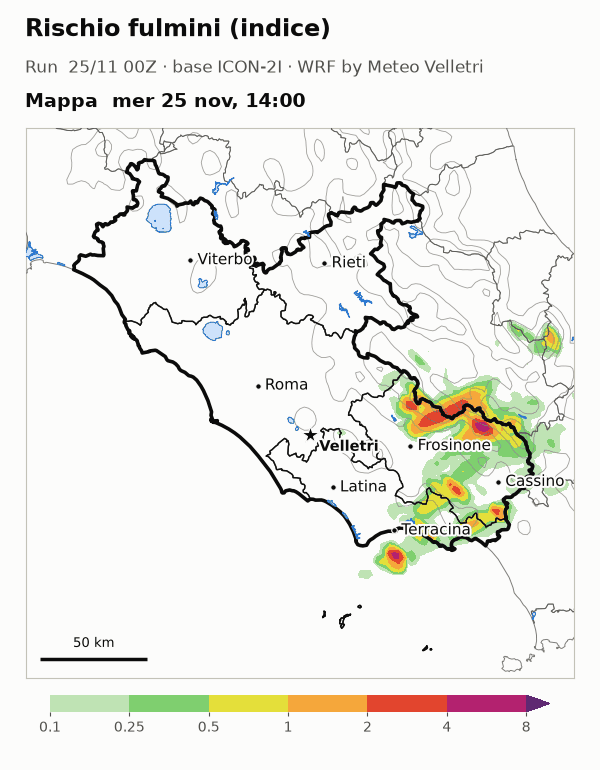 Rischio fulmini (indice)
Run  25/11 00Z · base ICON-2I · WRF by Meteo Velletri
Mappa  mer 25 nov, 14:00
Viterbo
Rieti
Roma
Velletri
Frosinone
Latina
Cassino
Terracina
50 km
0.1 0.25 0.5 1 2 4 8